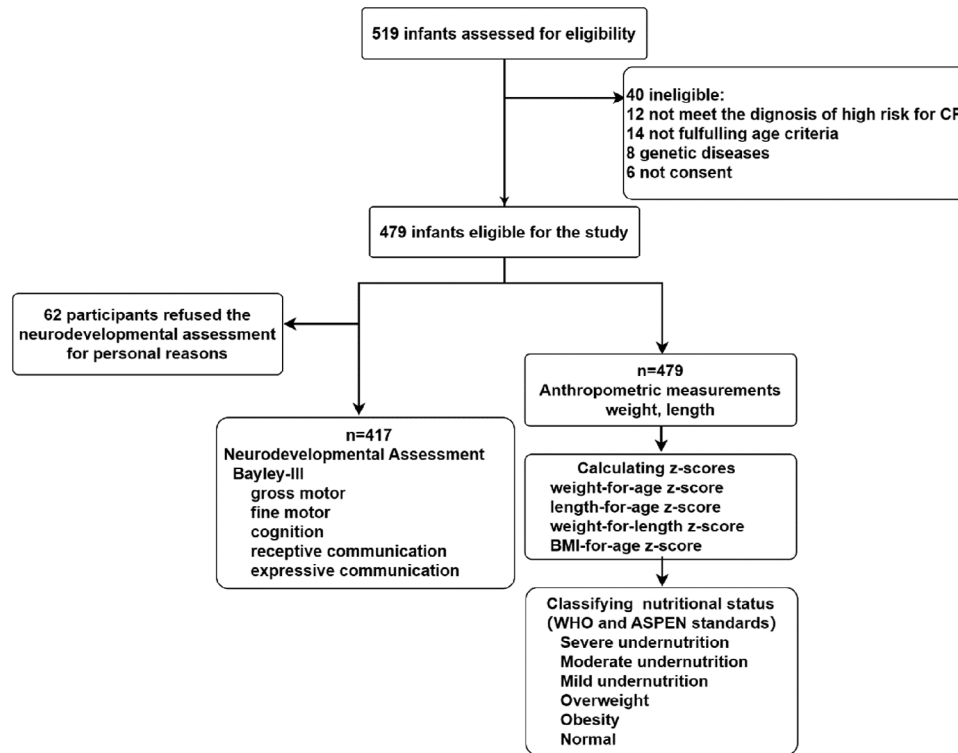 519 infants assessed for eligibility
40 ineligible:
12 not meet the dignosis of high risk for CP
14 not fulfulling age criteria
8 genetic diseases
6 not consent
479 infants eligible for the study
62 participants refused the
neurodevelopmental assessment
for personal reasons
n=479
Anthropometric measurements
weight, length
n=417
Neurodevelopmental Assessment
Bayley-III
gross motor
fine motor
cognition
receptive communication
expressive communication
Calculating z-scores
weight-for-age z-score
length-for-age z-score
weight-for-length z-score
BMI-for-age z-score
Classifying nutritional status
(WHO and ASPEN standards)
Severe undernutrition
Moderate undernutrition
Mild undernutrition
Overweight
Obesity
Normal